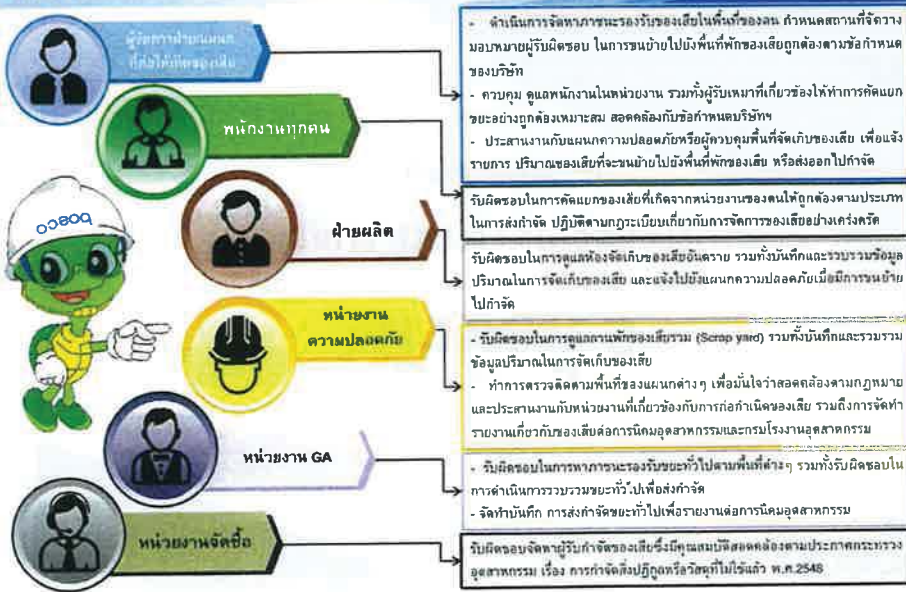 ผู้จัดการฝ่ายแผนก
ที่ก่อให้เกิดของเสีย
- ดำเนินการจัดหาภาชนะรองรับของเสียในพื้นที่ของตน กำหนดสถานที่จัดวาง
มอบหมายผู้รับผิดชอบ ในการขนย้ายไปยังพื้นที่พักของเสียถูกต้องตามข้อกำหนด
ของบริษัท
- ควบคุม ดูแลพนักงานในหน่วยงาน รวมทั้งผู้รับเหมาที่เกี่ยวข้องให้ทำการคัดแยก
ขยะอย่างถูกต้องเหมาะสม สอดคล้องกับข้อกำหนดบริษัทฯ
- ประสานงานกับแผนกความปลอดภัยหรือผู้ควบคุมพื้นที่จัดเก็บของเสีย เพื่อแจ้ง
รายการ ปริมาณของเสียที่จะขนย้ายไปยังพื้นที่พักของเสีย หรือส่งออกไปกำจัด
พนักงานทุกคน
รับผิดชอบในการคัดแยกของเสียที่เกิดจากหน่วยงานของตนให้ถูกต้องตามประเภท
ในการส่งกำจัด ปฏิบัติตามกฎระเบียบเกี่ยวกับการจัดการของเสียอย่างเคร่งครัด
bosco
ฝ่ายผลิต
รับผิดชอบในการดูแลห้องจัดเก็บของเสียอันตราย รวมทั้งบันทึกและรวบรวมข้อมูล
ปริมาณในการจัดเก็บของเสีย และแจ้งไปยังแผนกความปลอดภัยเมื่อมีการขนย้าย
ไปกำจัด
หน่วยงาน
ความปลอดภัย
- รับผิดชอบในการดูแลลานพักของเสียรวม (Scrap yard) รวมทั้งบันทึกและรวบรวม
ข้อมูลปริมาณในการจัดเก็บของเสีย
- ทำการตรวจติดตามพื้นที่ของแผนกต่างๆ เพื่อมั่นใจว่าสอดคล้องตามกฎหมาย
และประสานงานกับหน่วยงานที่เกี่ยวข้องกับการก่อกำเนิดของเสีย รวมถึงการจัดทำ
รายงานเกี่ยวกับของเสียต่อการนิคมอุตสาหกรรมและกรมโรงงานอุตสาหกรรม
หน่วยงาน GA
- รับผิดชอบในการหาภาชนะรองรับขยะทั่วไปตามพื้นที่ต่างๆ รวมทั้งรับผิดชอบใน
การดำเนินการรวบรวมขยะทั่วไปเพื่อส่งกำจัด
- จัดทำบันทึก การส่งกำจัดขยะทั่วไปเพื่อรายงานต่อการนิคมอุตสาหกรรม
หน่วยงานจัดซื้อ
รับผิดชอบจัดหาผู้รับกำจัดของเสียซึ่งมีคุณสมบัติสอดคล้องตามประกาศกระทรวง
อุตสาหกรรม เรื่อง การกำจัดสิ่งปฏิกูลหรือวัสดุที่ไม่ใช้แล้ว พ.ศ.2548